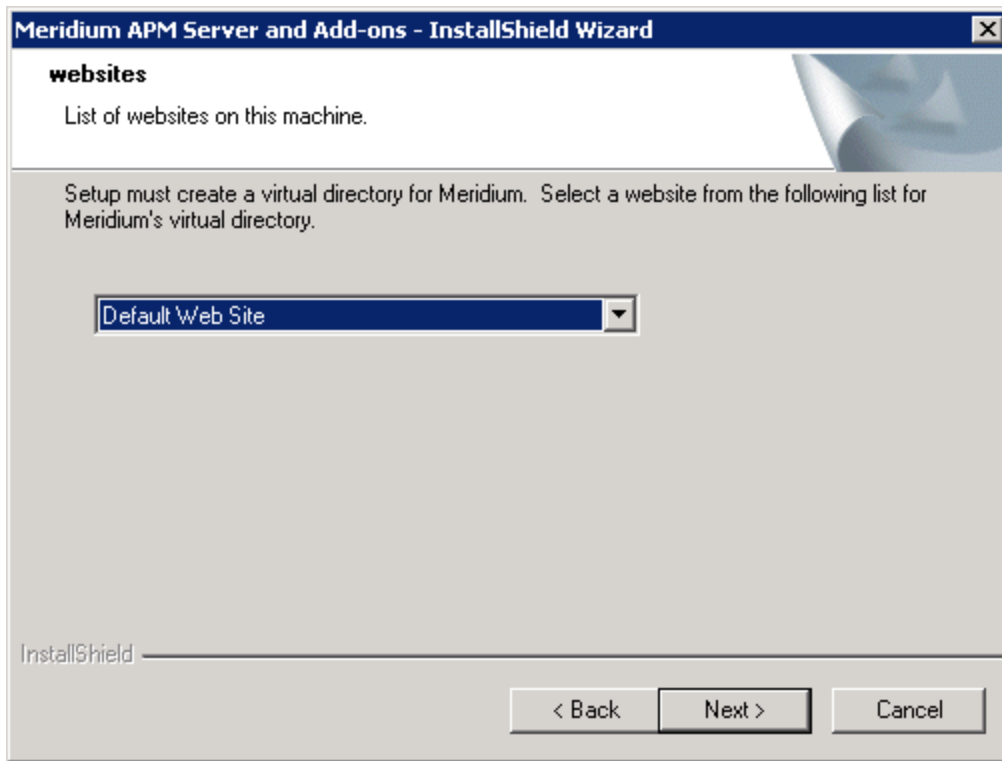 Meridium APM Server and Add-ons - InstallShield Wizard
websites
List of websites on this machine.
Setup must create a virtual directory for Meridium.  Select a website from the following list for
Meridium's virtual directory.
Default Web Site
InstallShield
< Back
Next >
Cancel